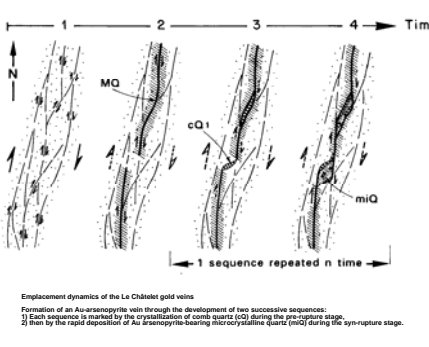 1 2 3 4 Tim
N
MQ
cQ1
miQ
1 sequence repeated n time
Emplacement dynamics of the Le Châtelet gold veins
Formation of an Au-arsenopyrite vein through the development of two successive sequences:
1) Each sequence is marked by the crystallization of comb quartz (cQ) during the pre-rupture stage,
2) then by the rapid deposition of Au arsenopyrite-bearing microcrystalline quartz (miQ) during the syn-rupture stage.